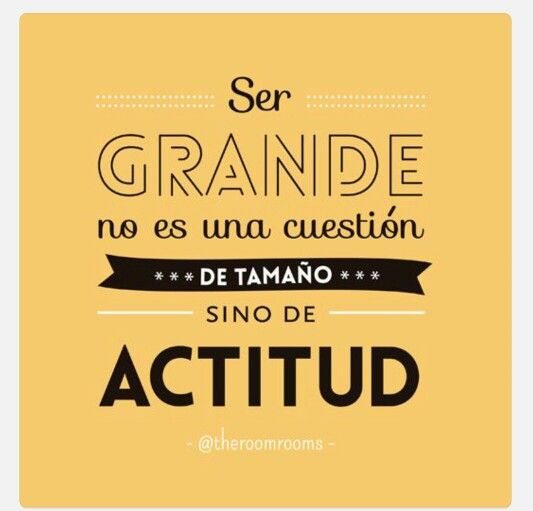 Ser
GRANDE
no es una cuestión
***DE TAMAÑO***
SINO DE
ACTITUD
- @theroomrooms -